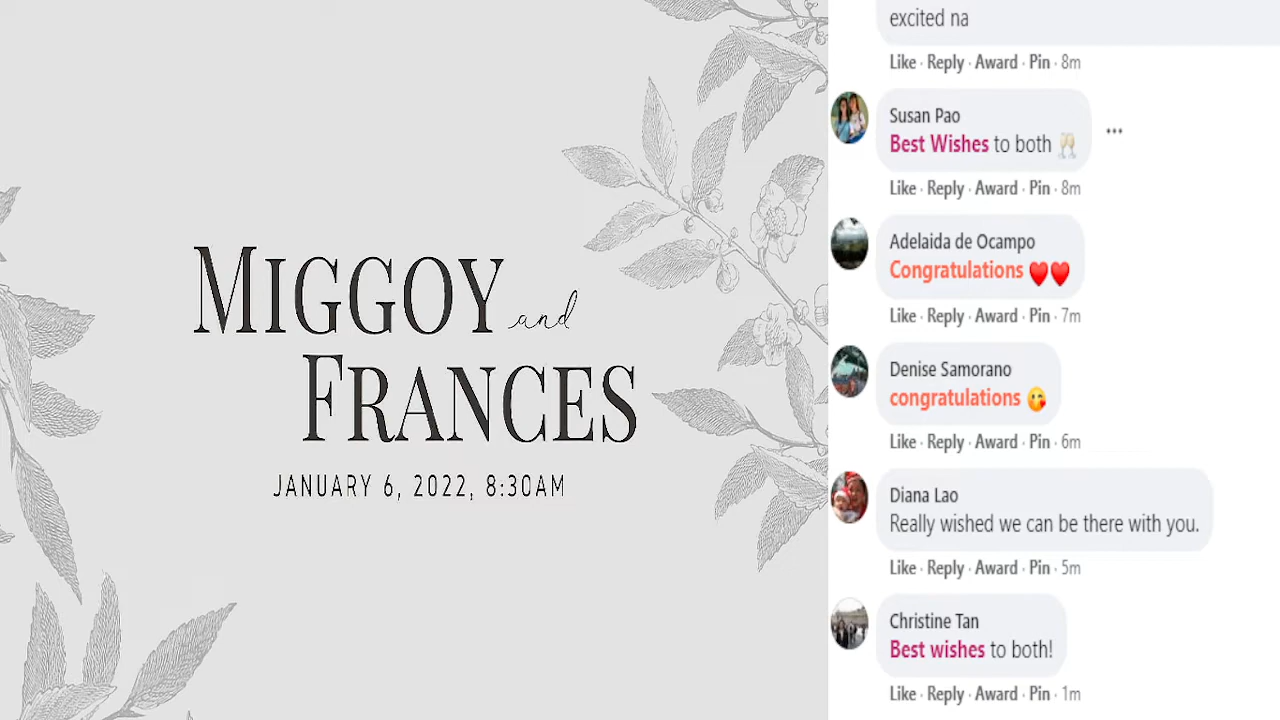 MIGGOY and
FRANCES
JANUARY 6, 2022, 8:30AM
excited na
Like · Reply · Award · Pin · 8m
Susan Pao
Best Wishes to both 🥂
Like · Reply · Award · Pin · 8m
Adelaida de Ocampo
Congratulations ❤️❤️
Like · Reply · Award · Pin · 7m
Denise Samorano
congratulations 😘
Like · Reply · Award · Pin · 6m
Diana Lao
Really wished we can be there with you.
Like · Reply · Award · Pin · 5m
Christine Tan
Best wishes to both!
Like · Reply · Award · Pin · 1m